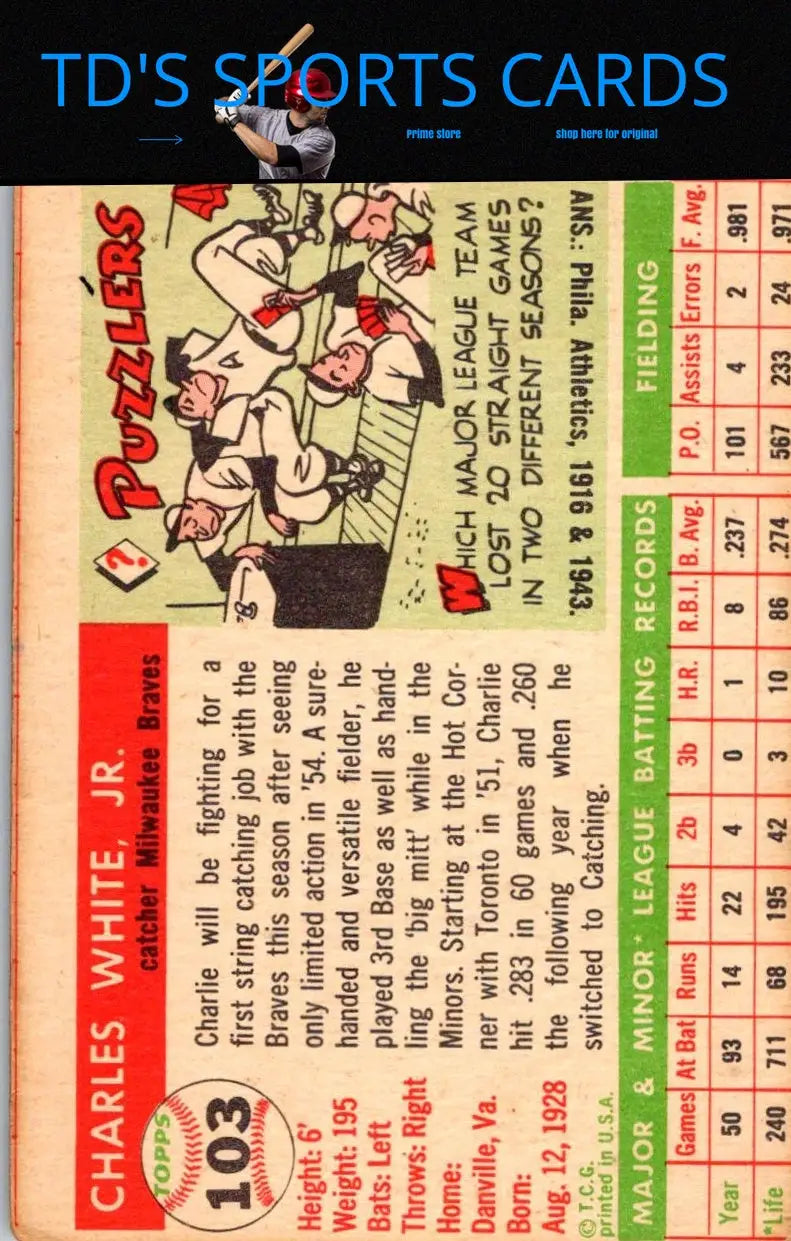 TD'S SPORTS CARDS
Prime store
shop here for original
TOPPS
103
CHARLES WHITE, JR.
catcher Milwaukee Braves
Height: 6'
Weight: 195
Bats: Left
Throws: Right
Home:
Danville, Va.
Born:
Aug. 12, 1928
© T.C.G.
printed in U.S.A.
Charlie will be fighting for a
first string catching job with the
Braves this season after seeing
only limited action in '54. A sure-
handed and versatile fielder, he
played 3rd Base as well as hand-
ling the 'big mitt' while in the
Minors. Starting at the Hot Cor-
ner with Toronto in '51, Charlie
hit .283 in 60 games and .260
the following year when he
switched to Catching.
? PUZZLERS
A
B
WHICH MAJOR LEAGUE TEAM
LOST 20 STRAIGHT GAMES
IN TWO DIFFERENT SEASONS?
ANS.: Phila. Athletics, 1916 & 1943.
MAJOR & MINOR* LEAGUE BATTING RECORDS FIELDING
Games At Bat Runs Hits 2b 3b H.R. R.B.I. B. Avg. P.O. Assists Errors F. Avg.
Year 50 93 14 22 4 0 1 8 .237 101 4 2 .981
*Life 240 711 68 195 42 3 10 86 .274 567 233 24 .971